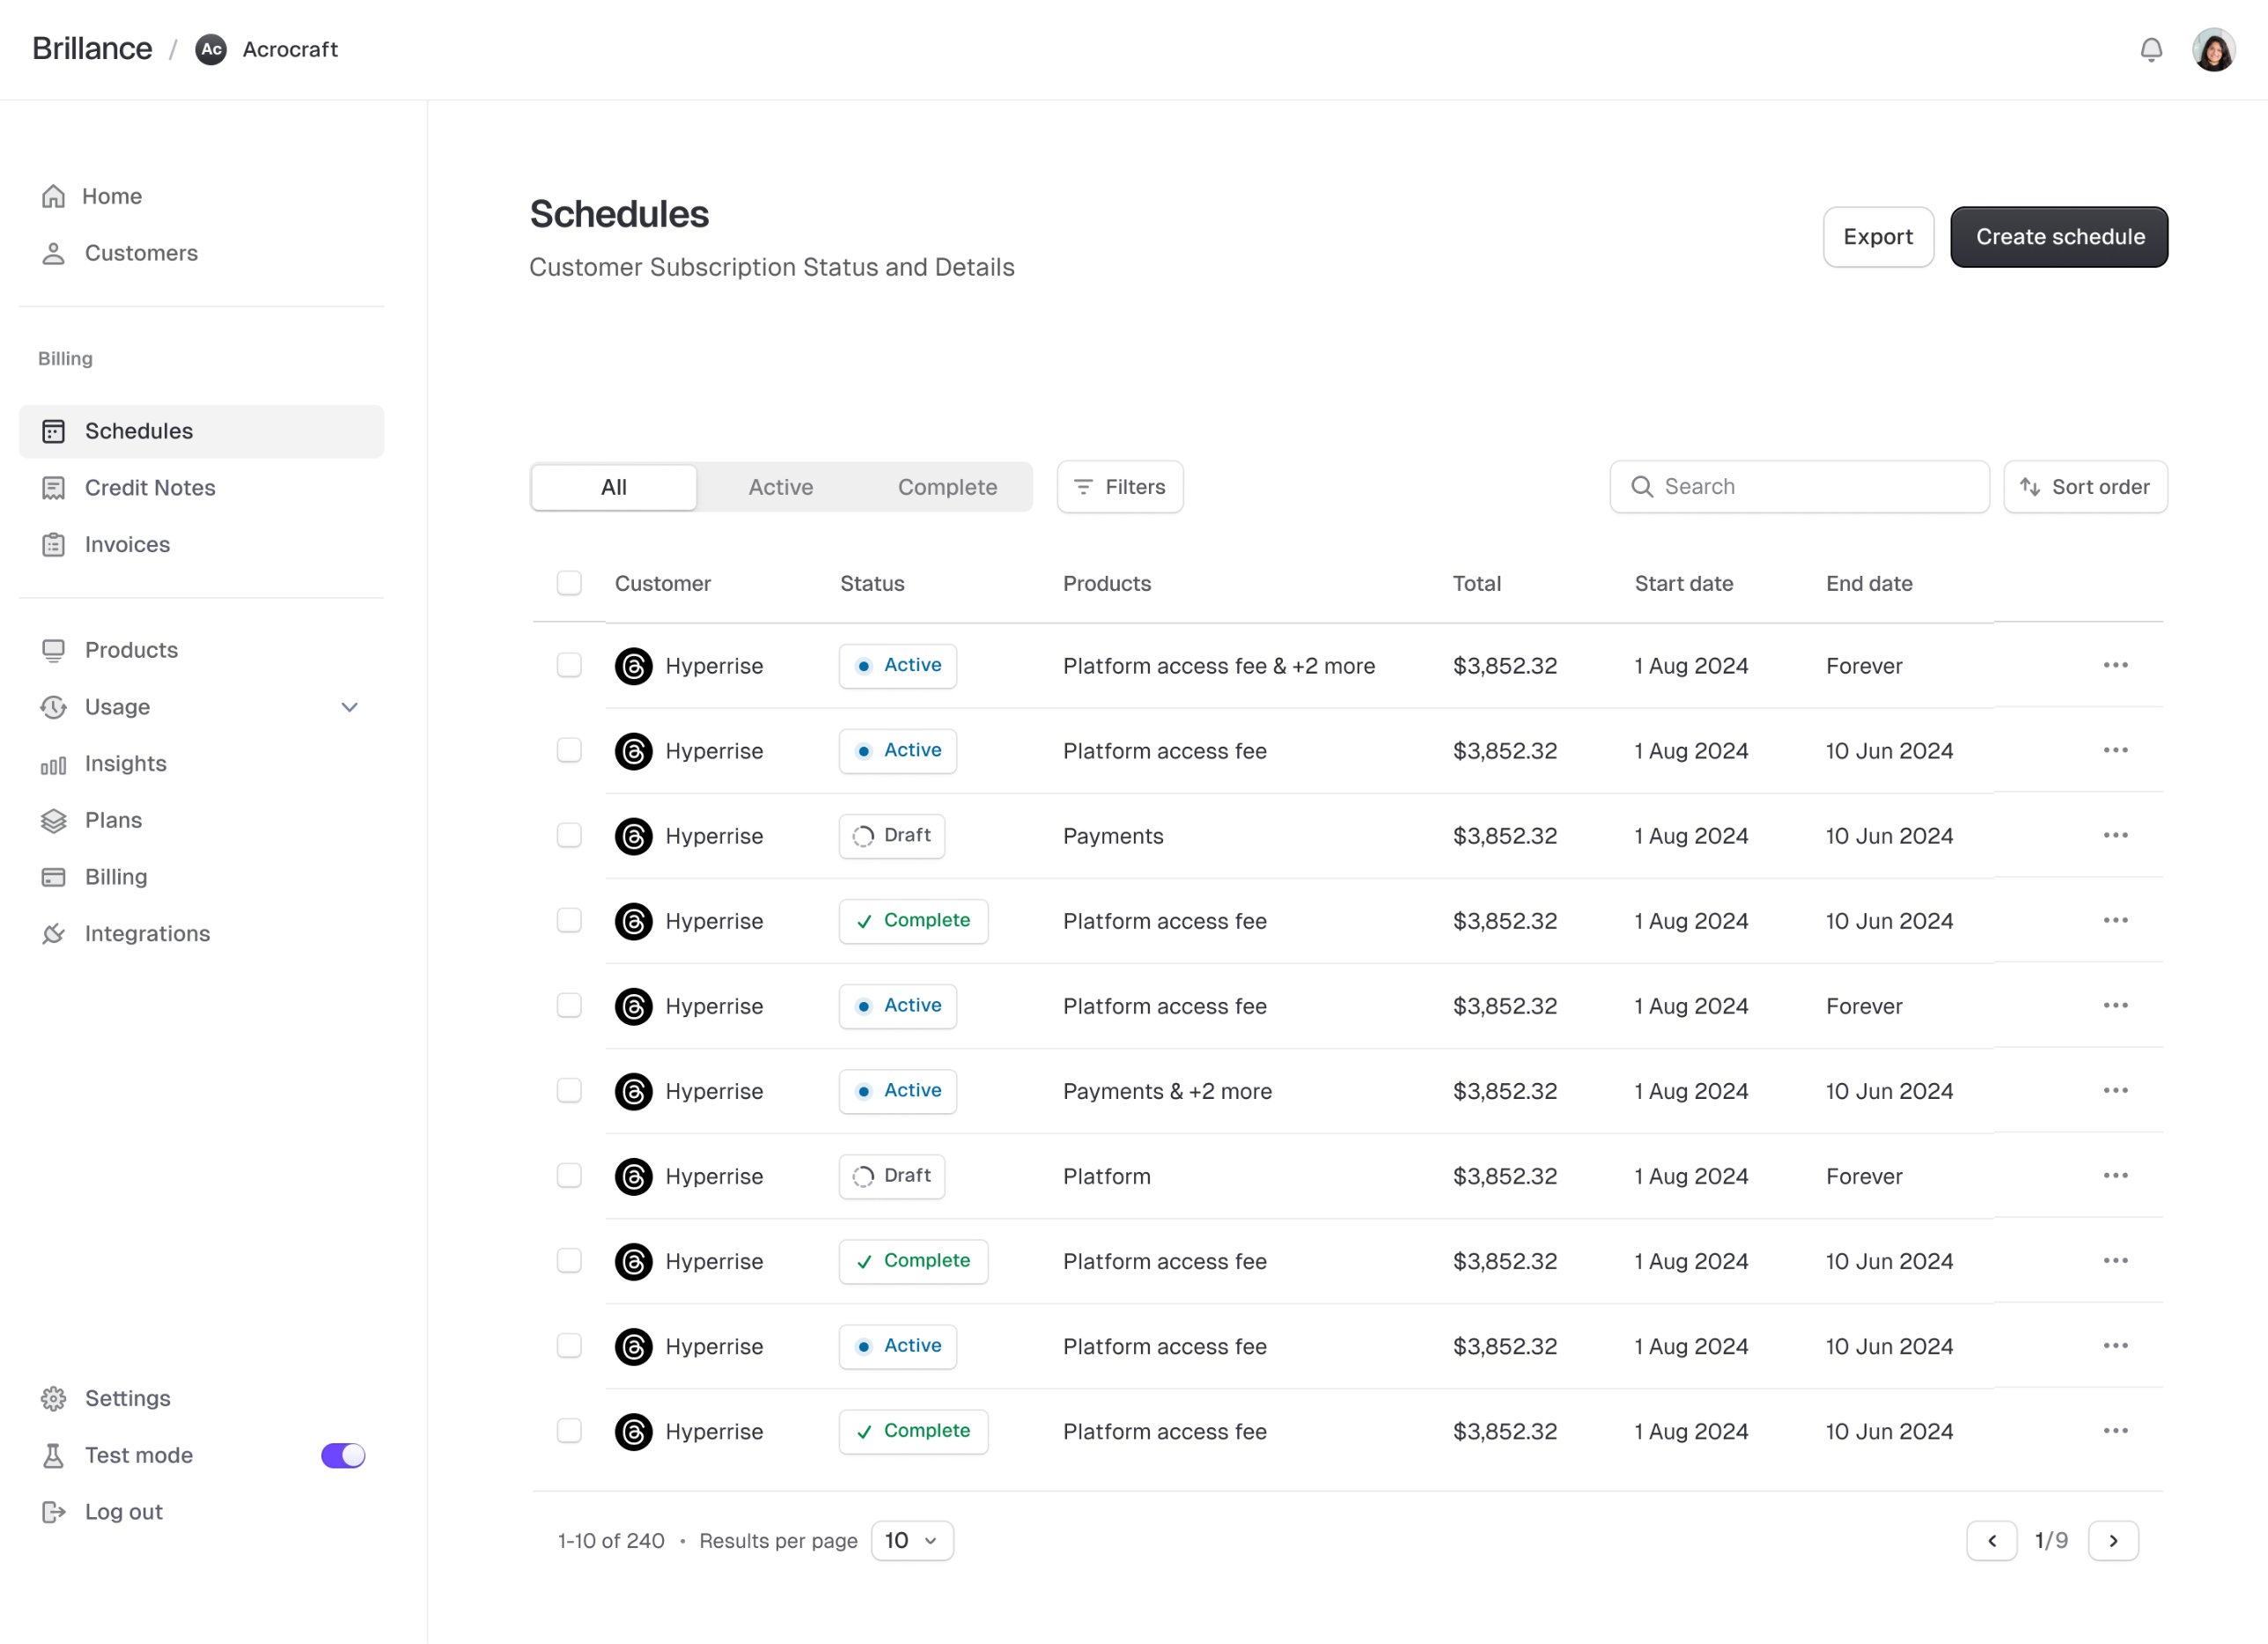 Brillance / Ac Acrocraft
Home
Customers
Billing
Schedules
Credit Notes
Invoices
Products
Usage
Insights
Plans
Billing
Integrations
Settings
Test mode
Log out
Schedules
Customer Subscription Status and Details
Export Create schedule
All Active Complete Filters Search Sort order
Customer Status Products Total Start date End date
Hyperrise Active Platform access fee & +2 more $3,852.32 1 Aug 2024 Forever
Hyperrise Active Platform access fee $3,852.32 1 Aug 2024 10 Jun 2024
Hyperrise Draft Payments $3,852.32 1 Aug 2024 10 Jun 2024
Hyperrise Complete Platform access fee $3,852.32 1 Aug 2024 10 Jun 2024
Hyperrise Active Platform access fee $3,852.32 1 Aug 2024 Forever
Hyperrise Active Payments & +2 more $3,852.32 1 Aug 2024 10 Jun 2024
Hyperrise Draft Platform $3,852.32 1 Aug 2024 Forever
Hyperrise Complete Platform access fee $3,852.32 1 Aug 2024 10 Jun 2024
Hyperrise Active Platform access fee $3,852.32 1 Aug 2024 10 Jun 2024
Hyperrise Complete Platform access fee $3,852.32 1 Aug 2024 10 Jun 2024
1-10 of 240 • Results per page 10 1/9